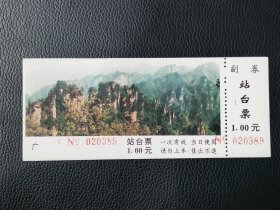 广
№ 020389
站台票
1.00元
一次有效 当日使用
请勿上车 售出不退
副券
站台票
1.00元
020389